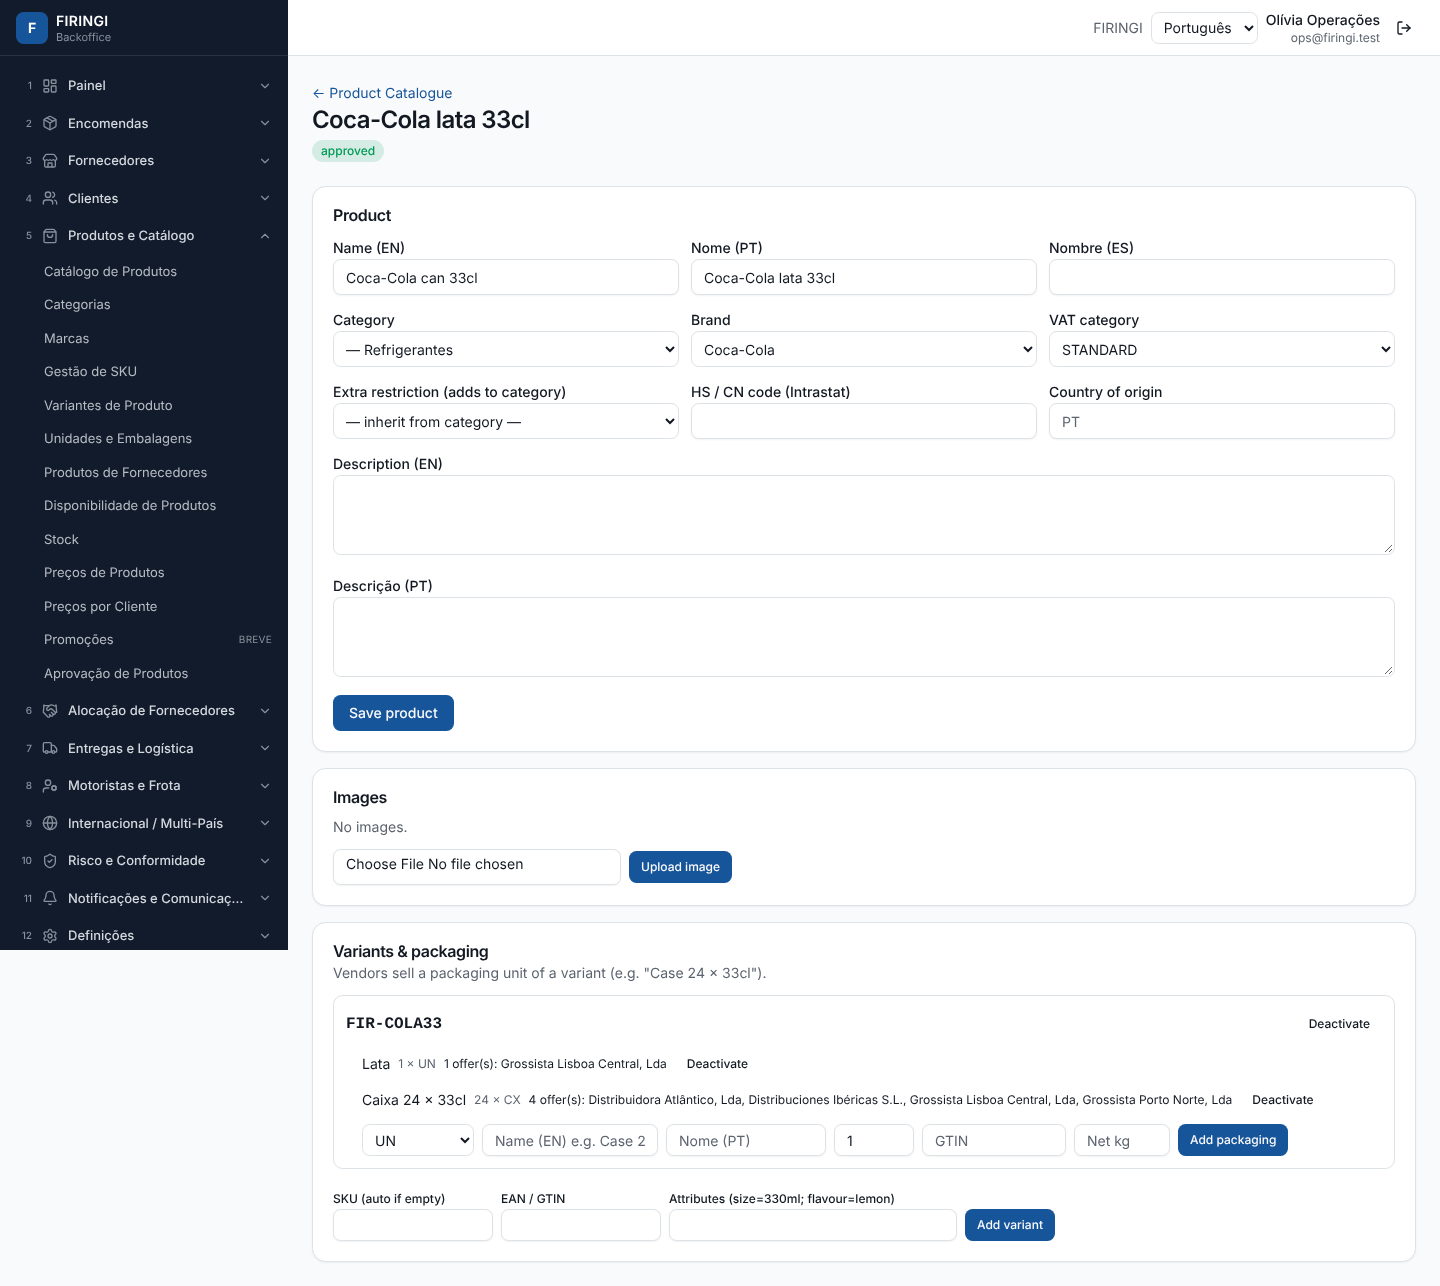 F
FIRINGI
Backoffice
FIRINGI
Português
Olívia Operações
ops@firingi.test
1 Painel
2 Encomendas
3 Fornecedores
4 Clientes
5 Produtos e Catálogo
Catálogo de Produtos
Categorias
Marcas
Gestão de SKU
Variantes de Produto
Unidades e Embalagens
Produtos de Fornecedores
Disponibilidade de Produtos
Stock
Preços de Produtos
Preços por Cliente
Promoções BREVE
Aprovação de Produtos
6 Alocação de Fornecedores
7 Entregas e Logística
8 Motoristas e Frota
9 Internacional / Multi-País
10 Risco e Conformidade
11 Notificações e Comunicaç...
12 Definições
← Product Catalogue
Coca-Cola lata 33cl
approved
Product
Name (EN) Nome (PT) Nombre (ES)
Coca-Cola can 33cl Coca-Cola lata 33cl
Category Brand VAT category
— Refrigerantes Coca-Cola STANDARD
Extra restriction (adds to category) HS / CN code (Intrastat) Country of origin
— inherit from category — PT
Description (EN)
Descrição (PT)
Save product
Images
No images.
Choose File No file chosen Upload image
Variants & packaging
Vendors sell a packaging unit of a variant (e.g. "Case 24 × 33cl").
FIR-COLA33 Deactivate
Lata 1 × UN 1 offer(s): Grossista Lisboa Central, Lda Deactivate
Caixa 24 × 33cl 24 × CX 4 offer(s): Distribuidora Atlântico, Lda, Distribuciones Ibéricas S.L., Grossista Lisboa Central, Lda, Grossista Porto Norte, Lda Deactivate
UN Name (EN) e.g. Case 2 Nome (PT) 1 GTIN Net kg Add packaging
SKU (auto if empty) EAN / GTIN Attributes (size=330ml; flavour=lemon)
Add variant